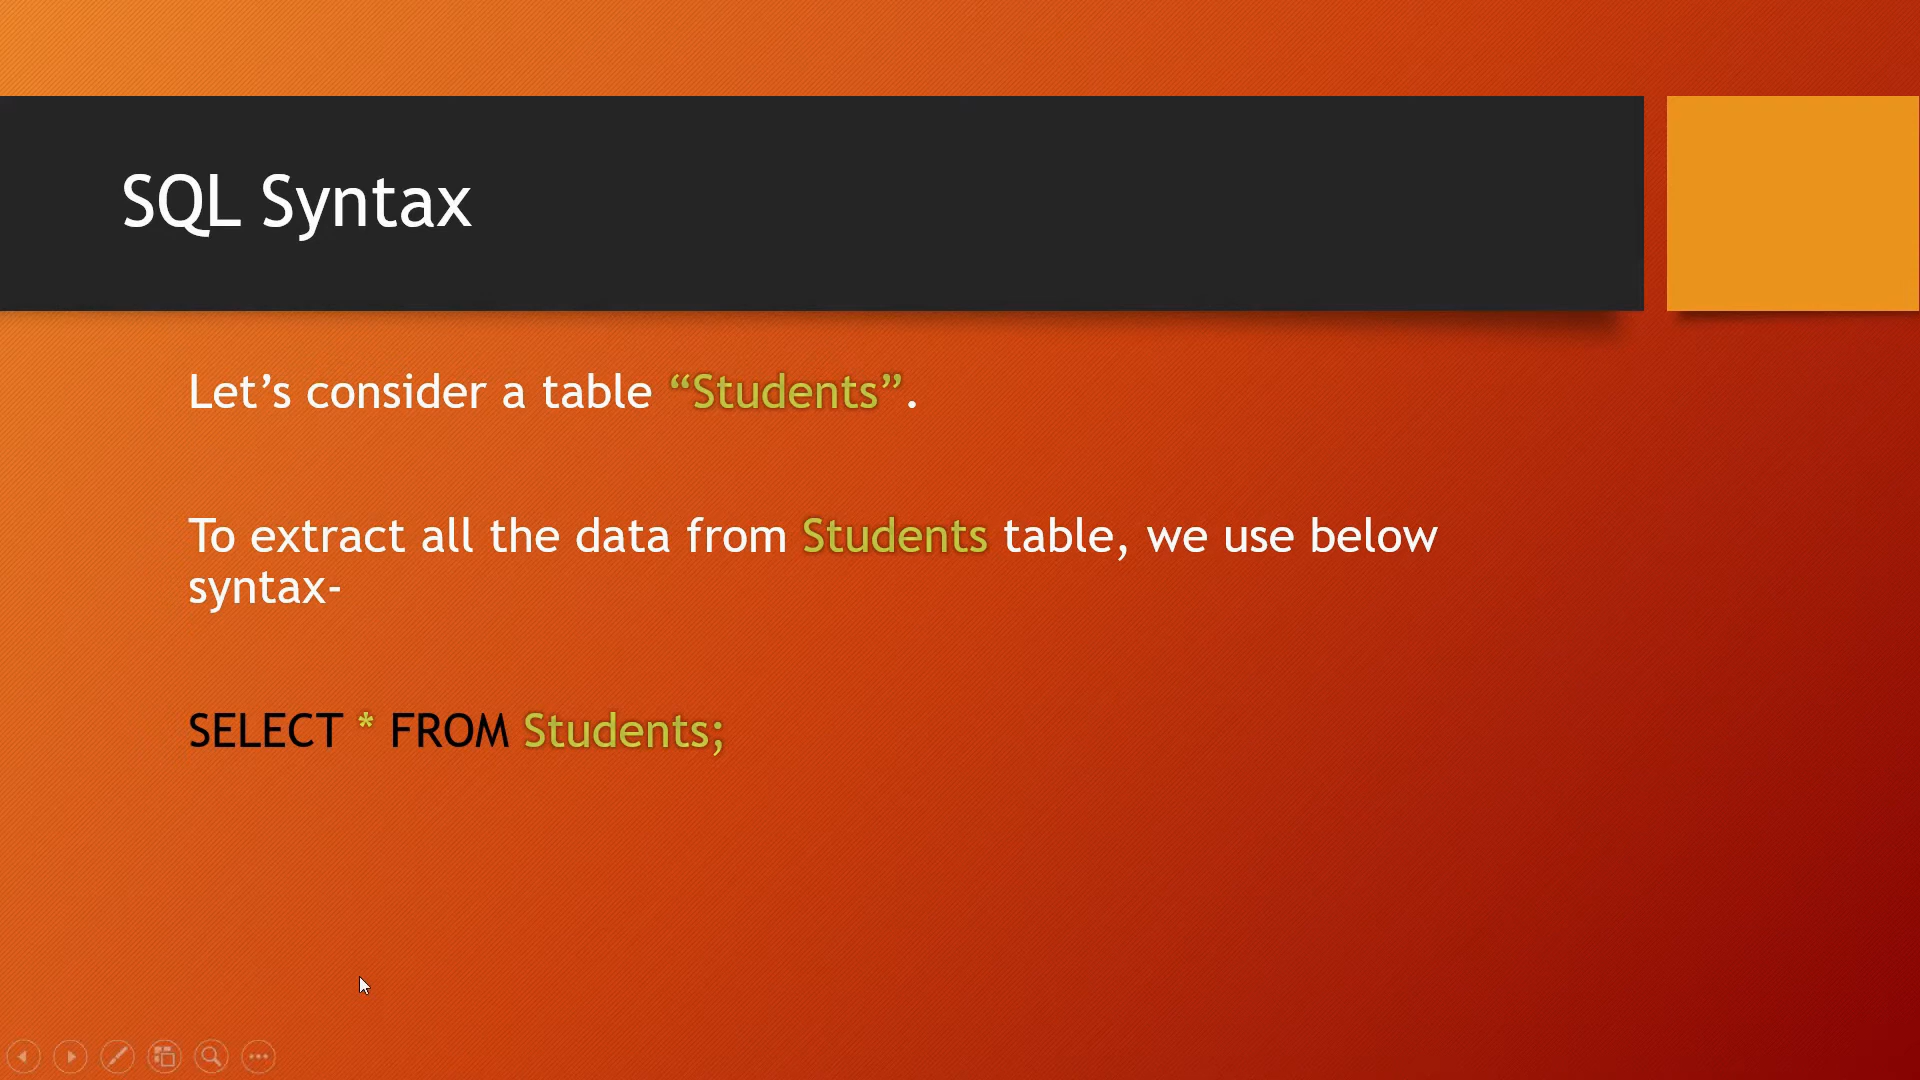 SQL Syntax
Let’s consider a table “Students”.
To extract all the data from Students table, we use below
syntax-
SELECT * FROM Students;